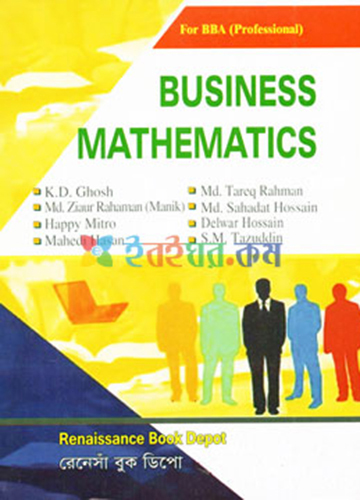 For BBA (Professional)
BUSINESS
MATHEMATICS
K.D. Ghosh
Md. Ziaur Rahaman (Manik)
Happy Mitro
Mahedi Hasan
Md. Tareq Rahman
Md. Sahadat Hossain
Delwar Hossain
S.M. Tazuddin
ইবইঘর.কম
Renaissance Book Depot
রেনেসাঁ বুক ডিপো